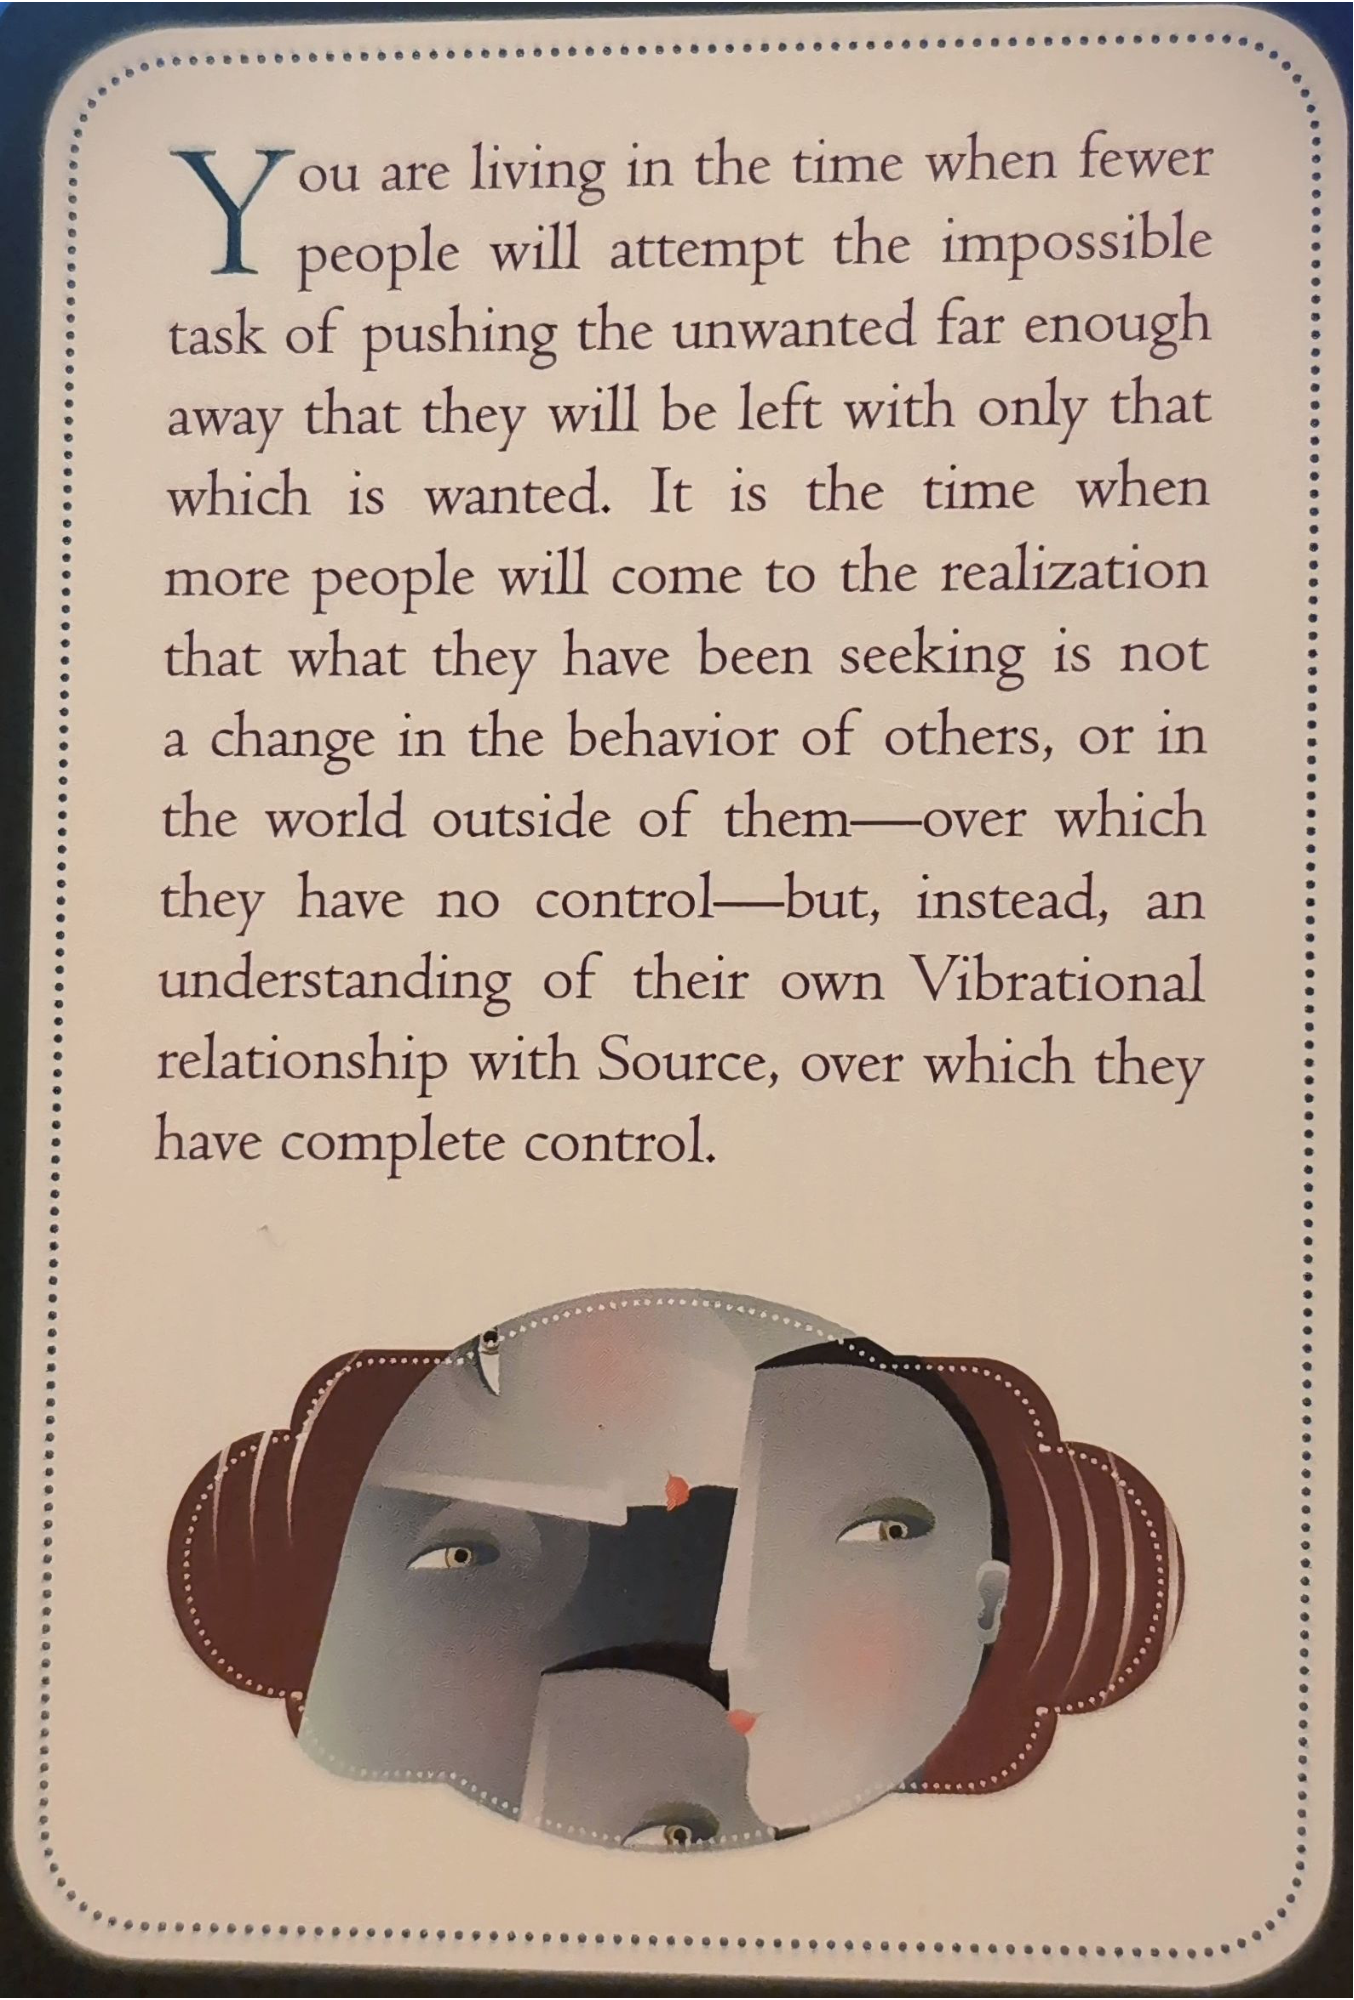 You are living in the time when fewer
people will attempt the impossible
task of pushing the unwanted far enough
away that they will be left with only that
which is wanted. It is the time when
more people will come to the realization
that what they have been seeking is not
a change in the behavior of others, or in
the world outside of them—over which
they have no control—but, instead, an
understanding of their own Vibrational
relationship with Source, over which they
have complete control.